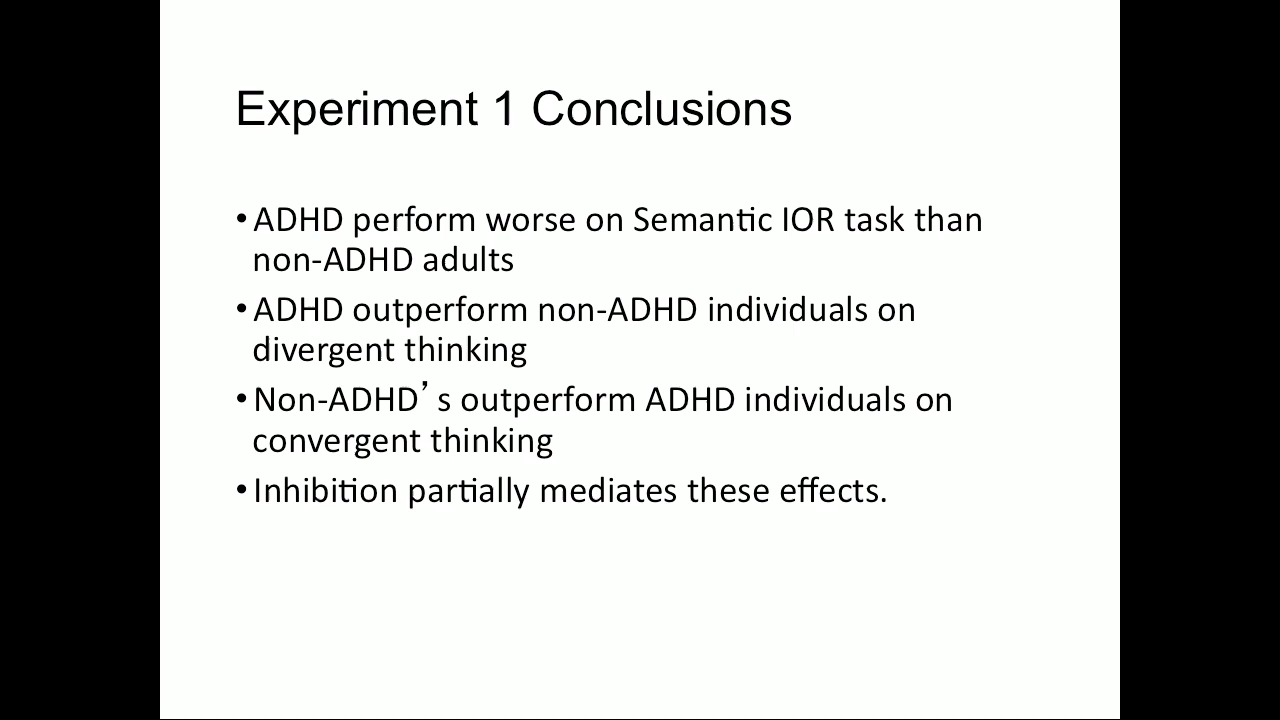 Experiment 1 Conclusions
•ADHD perform worse on Semantic IOR task than
non-ADHD adults
•ADHD outperform non-ADHD individuals on
divergent thinking
•Non-ADHD’s outperform ADHD individuals on
convergent thinking
•Inhibition partially mediates these effects.